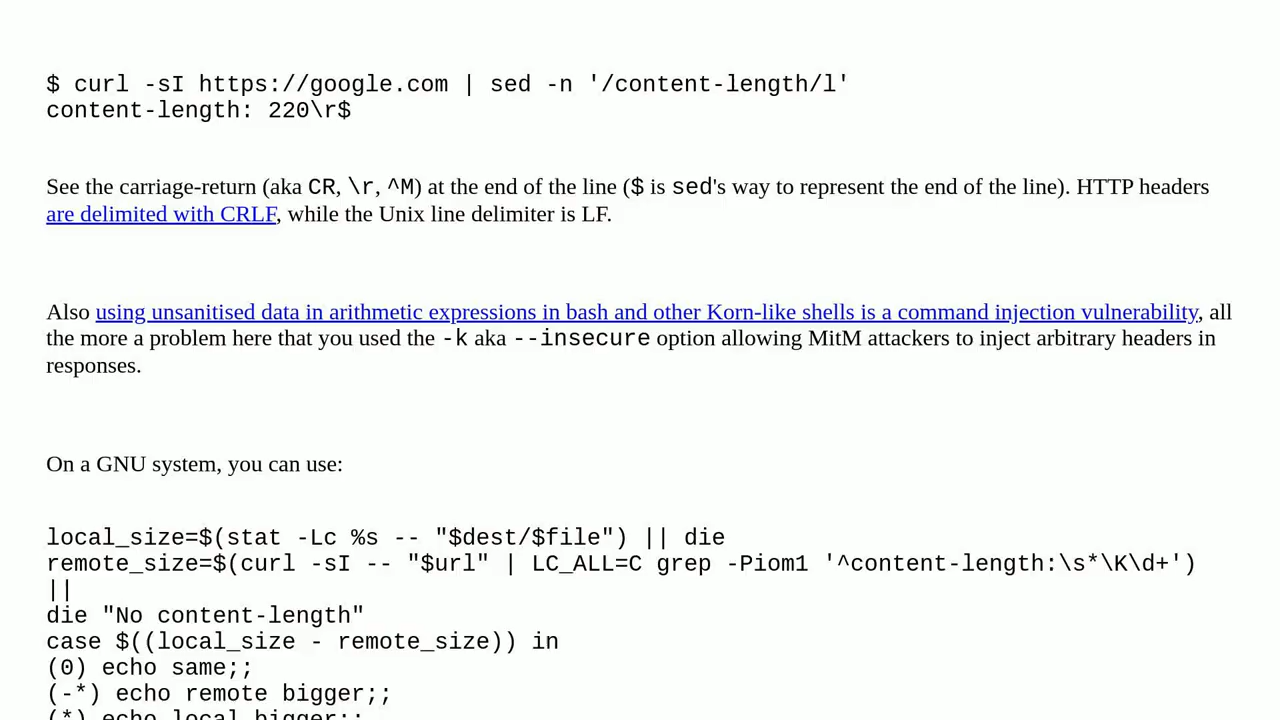 $ curl -sI https://google.com | sed -n '/content-length/l'
content-length: 220\r$
See the carriage-return (aka CR, \r, ^M) at the end of the line ($ is sed's way to represent the end of the line). HTTP headers
are delimited with CRLF, while the Unix line delimiter is LF.
Also using unsanitised data in arithmetic expressions in bash and other Korn-like shells is a command injection vulnerability, all
the more a problem here that you used the -k aka --insecure option allowing MitM attackers to inject arbitrary headers in
responses.
On a GNU system, you can use:
local_size=$(stat -Lc %s -- "$dest/$file") || die
remote_size=$(curl -sI -- "$url" | LC_ALL=C grep -Piom1 '^content-length:\s*\K\d+')
||
die "No content-length"
case $((local_size - remote_size)) in
(0) echo same;;
(-*) echo remote bigger;;
(*) echo local bigger;;